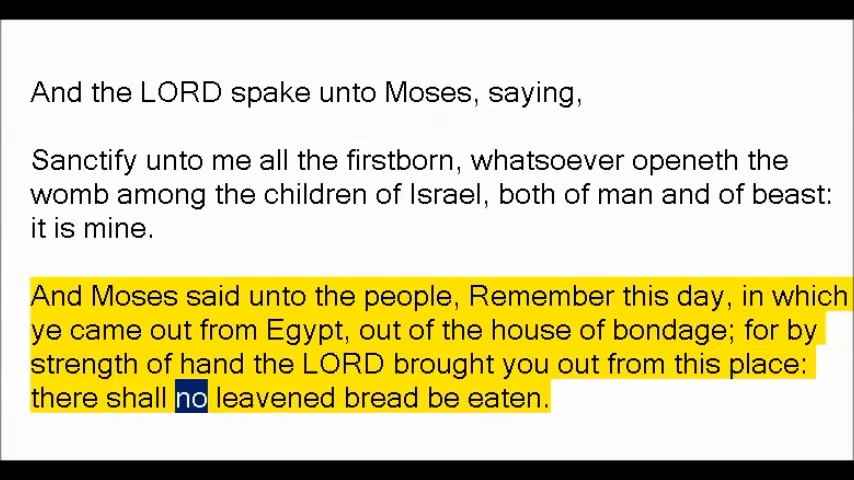 And the LORD spake unto Moses, saying,
Sanctify unto me all the firstborn, whatsoever openeth the
womb among the children of Israel, both of man and of beast:
it is mine.
And Moses said unto the people, Remember this day, in which
ye came out from Egypt, out of the house of bondage; for by
strength of hand the LORD brought you out from this place:
there shall no leavened bread be eaten.